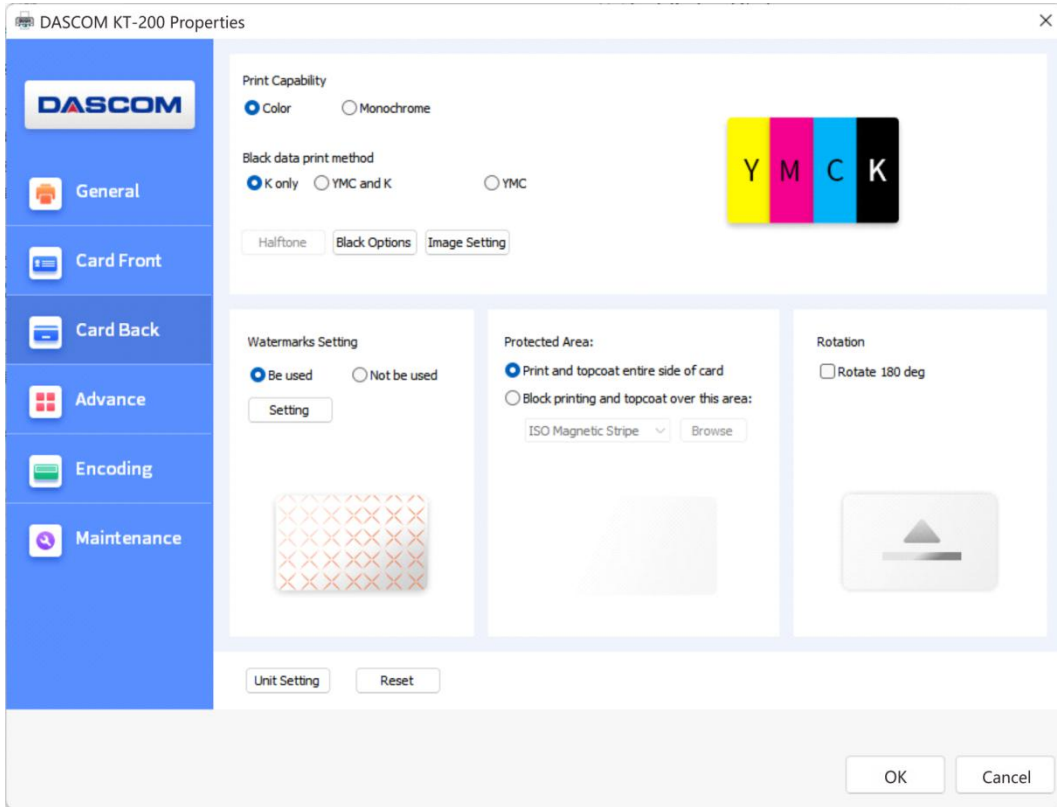 DASCOM KT-200 Properties
DASCOM
General
Card Front
Card Back
Advance
Encoding
Maintenance
Print Capability
Color Monochrome
Black data print method
K only YMC and K YMC
Halftone Black Options Image Setting
Y M C K
Watermarks Setting
Be used Not be used
Setting
Protected Area:
Print and topcoat entire side of card
Block printing and topcoat over this area:
ISO Magnetic Stripe Browse
Rotation
Rotate 180 deg
Unit Setting Reset
OK Cancel